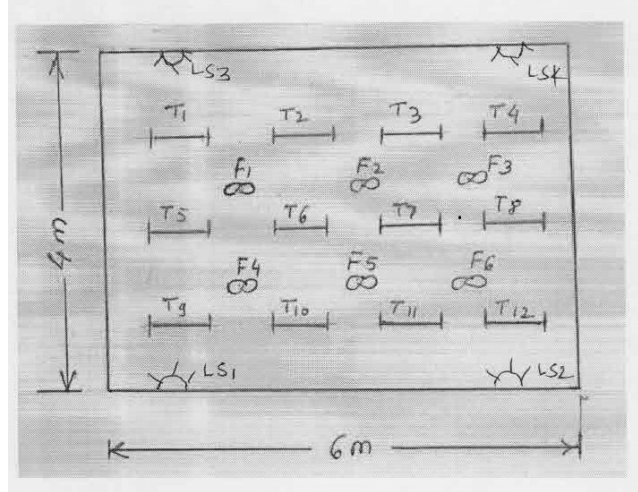 LS3 LS4
T1 T2 T3 T4
F1 F2 F3
T5 T6 T7 T8
4m
F4 F5 F6
T9 T10 T11 T12
LS1 LS2
6m